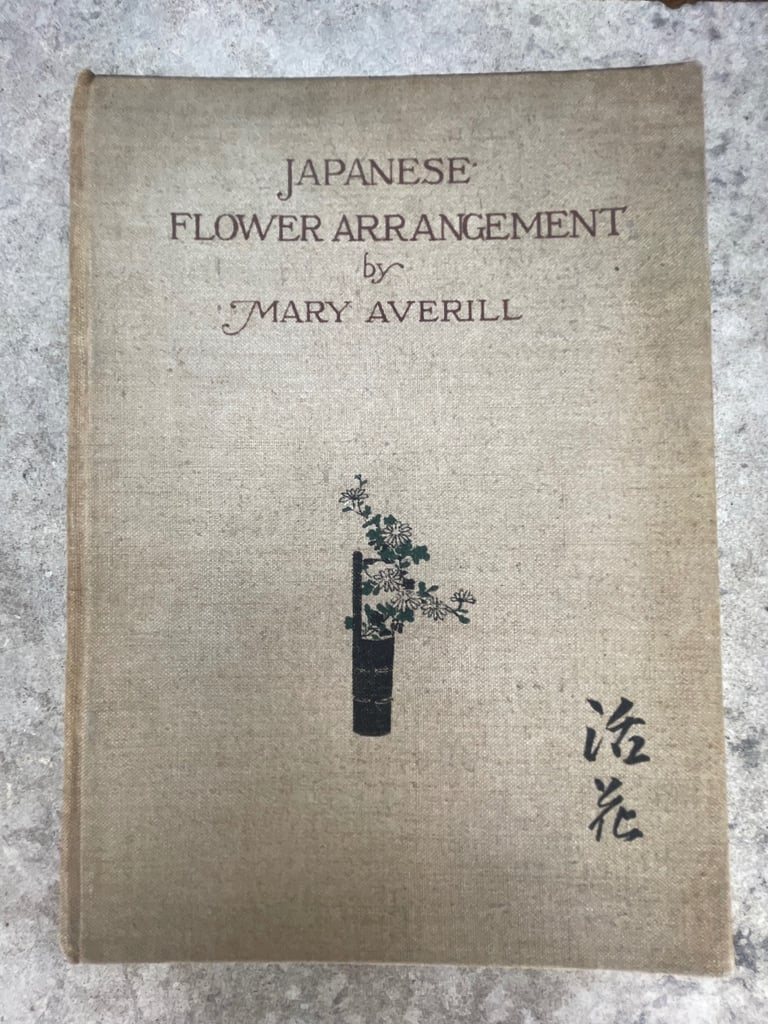 JAPANESE
FLOWER ARRANGEMENT
by
MARY AVERILL
活花